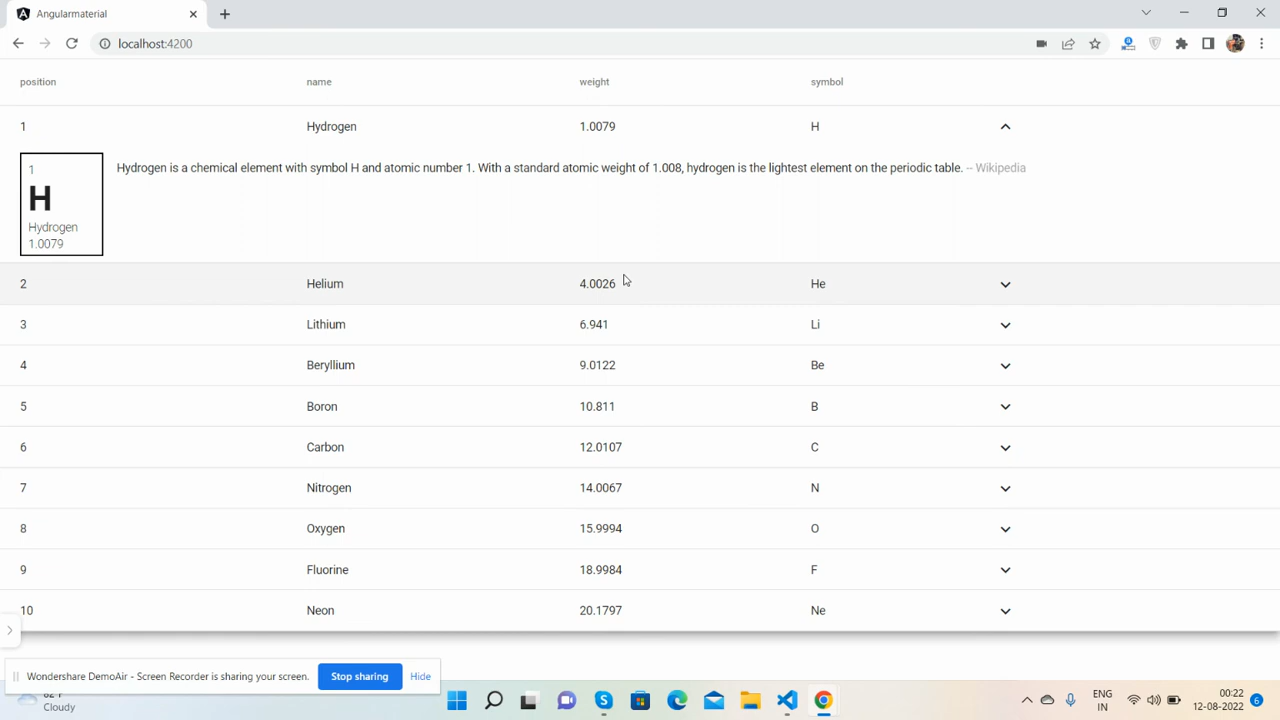 Angularmaterial
localhost:4200
position name weight symbol
1 Hydrogen 1.0079 H
1
H
Hydrogen
1.0079
Hydrogen is a chemical element with symbol H and atomic number 1. With a standard atomic weight of 1.008, hydrogen is the lightest element on the periodic table. -- Wikipedia
2 Helium 4.0026 He
3 Lithium 6.941 Li
4 Beryllium 9.0122 Be
5 Boron 10.811 B
6 Carbon 12.0107 C
7 Nitrogen 14.0067 N
8 Oxygen 15.9994 O
9 Fluorine 18.9984 F
10 Neon 20.1797 Ne
Wondershare DemoAir - Screen Recorder is sharing your screen. Stop sharing Hide
Cloudy
ENG
IN
00:22
12-08-2022
6